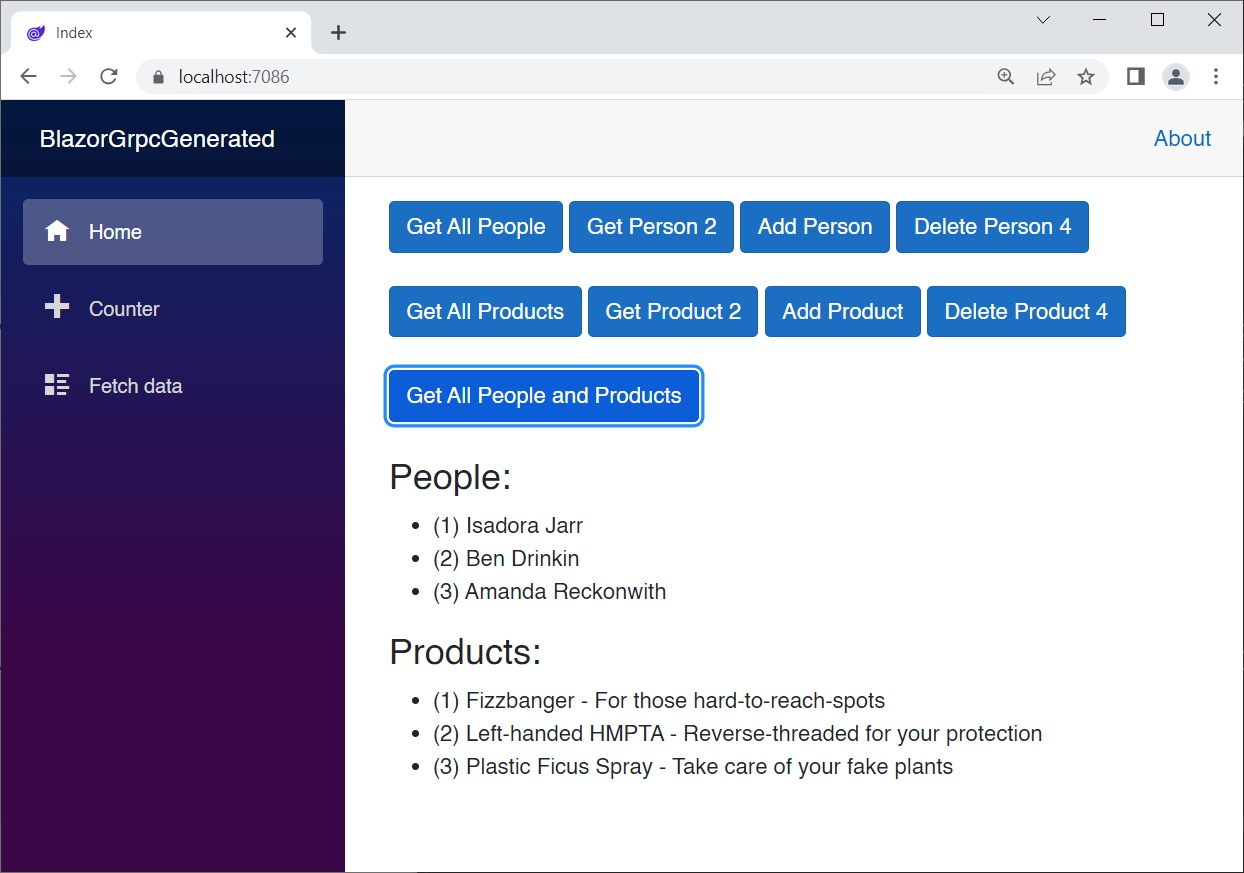 Index
localhost:7086
BlazorGrpcGenerated
About
Home
Counter
Fetch data
Get All People Get Person 2 Add Person Delete Person 4
Get All Products Get Product 2 Add Product Delete Product 4
Get All People and Products
People:
• (1) Isadora Jarr
• (2) Ben Drinkin
• (3) Amanda Reckonwith
Products:
• (1) Fizzbanger - For those hard-to-reach-spots
• (2) Left-handed HMPTA - Reverse-threaded for your protection
• (3) Plastic Ficus Spray - Take care of your fake plants